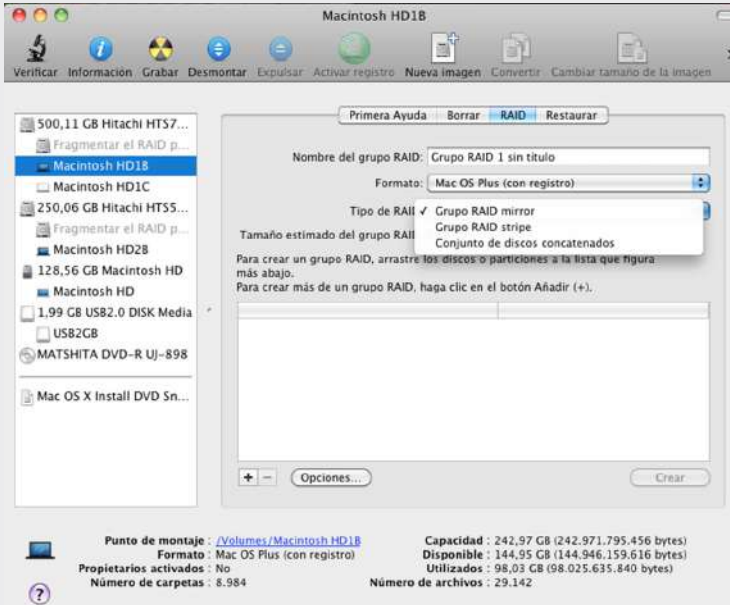 Macintosh HD1B
Verificar Información Grabar Desmontar Expulsar Activar registro Nueva imagen Convertir Cambiar tamaño de la imagen
Primera Ayuda Borrar RAID Restaurar
500,11 GB Hitachi HTS7...
Fragmentar el RAID p...
Macintosh HD1B
Macintosh HD1C
250,06 GB Hitachi HTS5...
Fragmentar el RAID p...
Macintosh HD2B
128,56 GB Macintosh HD
Macintosh HD
1,99 GB USB2.0 DISK Media
USB2GB
MATSHITA DVD-R UJ-898
Mac OS X Install DVD Sn...
Nombre del grupo RAID: Grupo RAID 1 sin título
Formato: Mac OS Plus (con registro)
Tipo de RAI ✓ Grupo RAID mirror
Grupo RAID stripe
Conjunto de discos concatenados
Tamaño estimado del grupo RAI
Para crear un grupo RAID, arrastre los discos o particiones a la lista que figura
más abajo.
Para crear más de un grupo RAID, haga clic en el botón Añadir (+).
+ - Opciones... Crear
Punto de montaje : /Volumes/Macintosh HD1B
Formato : Mac OS Plus (con registro)
Propietarios activados : No
Número de carpetas : 8.984
Capacidad : 242,97 GB (242.971.795.456 bytes)
Disponible : 144,95 GB (144.946.159.616 bytes)
Utilizados : 98,03 GB (98.025.635.840 bytes)
Número de archivos : 29.142
?